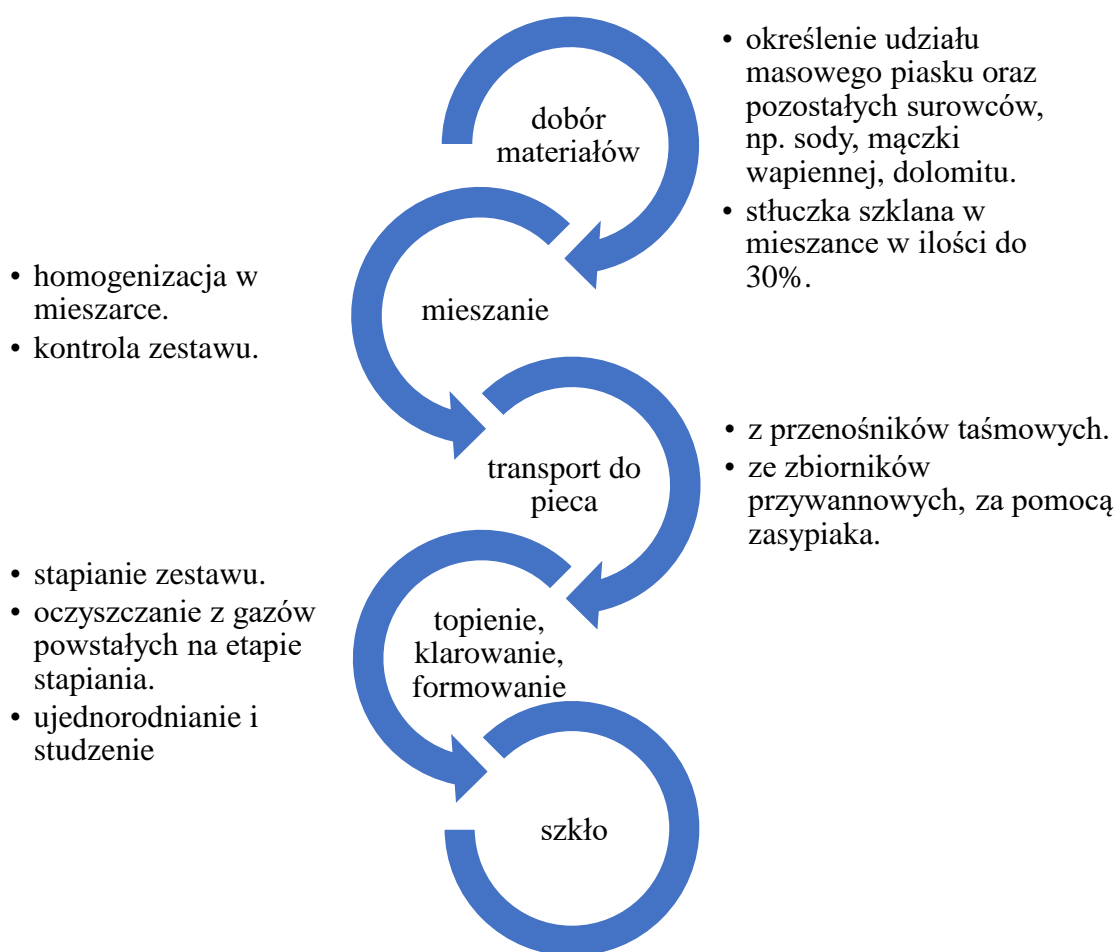 dobór
materiałów
• określenie udziału
masowego piasku oraz
pozostałych surowców,
np. sody, mączki
wapiennej, dolomitu.
• stłuczka szklana w
mieszance w ilości do
30%.
mieszanie
• homogenizacja w
mieszarce.
• kontrola zestawu.
transport do
pieca
• z przenośników taśmowych.
• ze zbiorników
przywannowych, za pomocą
zasypiaka.
topienie,
klarowanie,
formowanie
• stapianie zestawu.
• oczyszczanie z gazów
powstałych na etapie
stapiania.
• ujednorodnianie i
studzenie
szkło